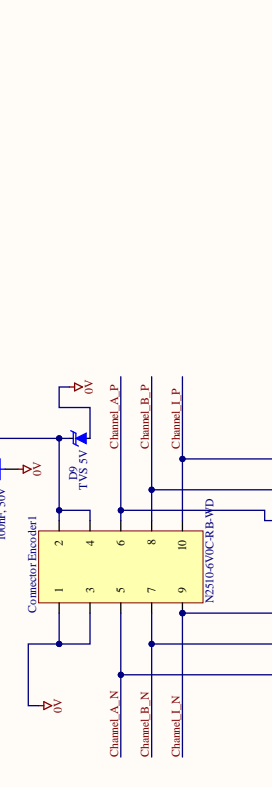 100nF, 50V
0V
0V
D9
TVS 5V
Connector Encoder1
2
4
6
8
10
1
3
5
7
9
N2510-6V0C-RB-WD
Channel_A_P
Channel_B_P
Channel_I_P
0V
Channel_A_N
Channel_B_N
Channel_I_N